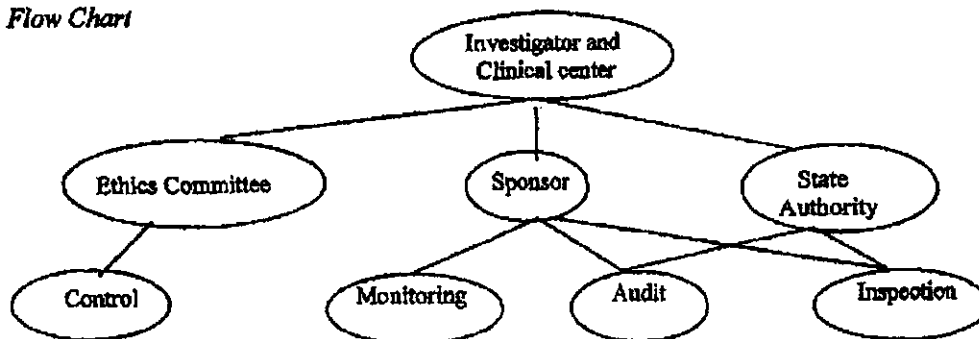 Flow Chart
Investigator and
Clinical center
Ethics Committee
Sponsor
State
Authority
Control
Monitoring
Audit
Inspection